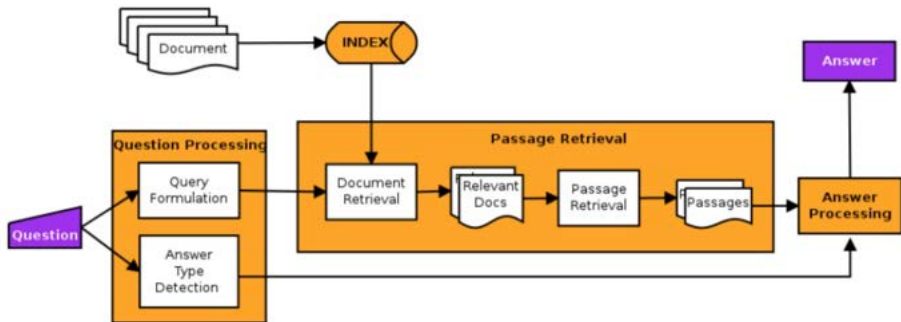 Document
INDEX
Answer
Question Processing
Passage Retrieval
Query
Formulation
Document
Retrieval
Relevant
Docs
Passage
Retrieval
Passages
Answer
Processing
Question
Answer
Type
Detection